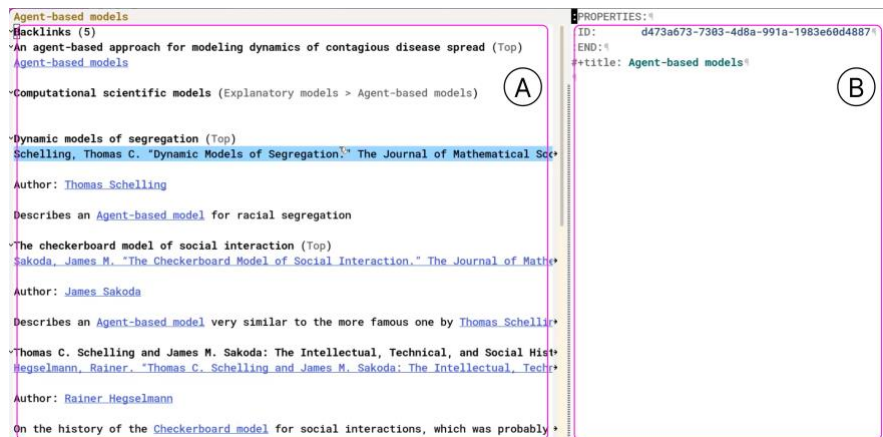 Agent-based models
Backlinks (5)
An agent-based approach for modeling dynamics of contagious disease spread (Top)
Agent-based models
Computational scientific models (Explanatory models > Agent-based models)
A
Dynamic models of segregation (Top)
Schelling, Thomas C. "Dynamic Models of Segregation." The Journal of Mathematical Soc
Author: Thomas Schelling
Describes an Agent-based model for racial segregation
The checkerboard model of social interaction (Top)
Sakoda, James M. "The Checkerboard Model of Social Interaction." The Journal of Math
Author: James Sakoda
Describes an Agent-based model very similar to the more famous one by Thomas Schellin
Thomas C. Schelling and James M. Sakoda: The Intellectual, Technical, and Social Hist
Hegselmann, Rainer. "Thomas C. Schelling and James M. Sakoda: The Intellectual, Techn
Author: Rainer Hegselmann
On the history of the Checkerboard model for social interactions, which was probably
:PROPERTIES:¶
:ID: d473a673-7303-4d8a-991a-1983e60d4887¶
:END:¶
#+title: Agent-based models¶
¶
B